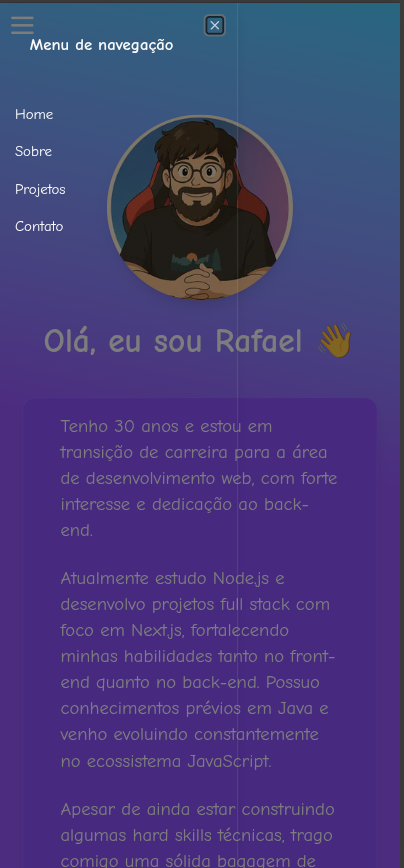 Menu de navegação
Home
Sobre
Projetos
Contato
Olá, eu sou Rafael 👋
Tenho 30 anos e estou em
transição de carreira para a área
de desenvolvimento web, com forte
interesse e dedicação ao back-
end.
Atualmente estudo Node.js e
desenvolvo projetos full stack com
foco em Next.js, fortalecendo
minhas habilidades tanto no front-
end quanto no back-end. Possuo
conhecimentos prévios em Java e
venho evoluindo constantemente
no ecossistema JavaScript.
Apesar de ainda estar construindo
algumas hard skills técnicas, trago
comigo uma sólida bagagem de